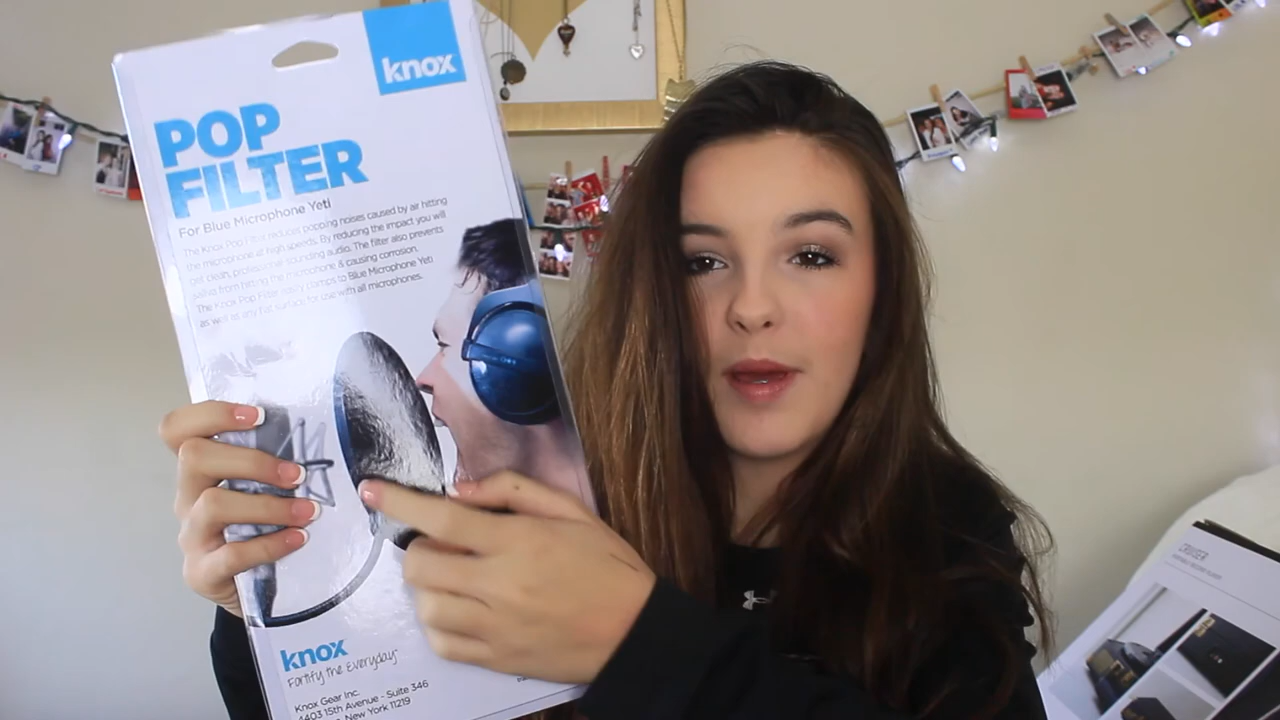 knox
POP
FILTER
For Blue Microphone Yeti
The Knox Pop Filter reduces popping noises caused by air hitting
the microphone at high speeds. By reducing the impact you will
get clean, professional sounding audio. The filter also prevents
saliva from hitting the microphone & causing corrosion.
The Knox Pop Filter easily clamps to Blue Microphone Yeti
as well as any flat surface for use with all microphones.
knox
Fortify the Everyday™
Knox Gear Inc.
4403 15th Avenue - Suite 346
New York 11219
CRUISER